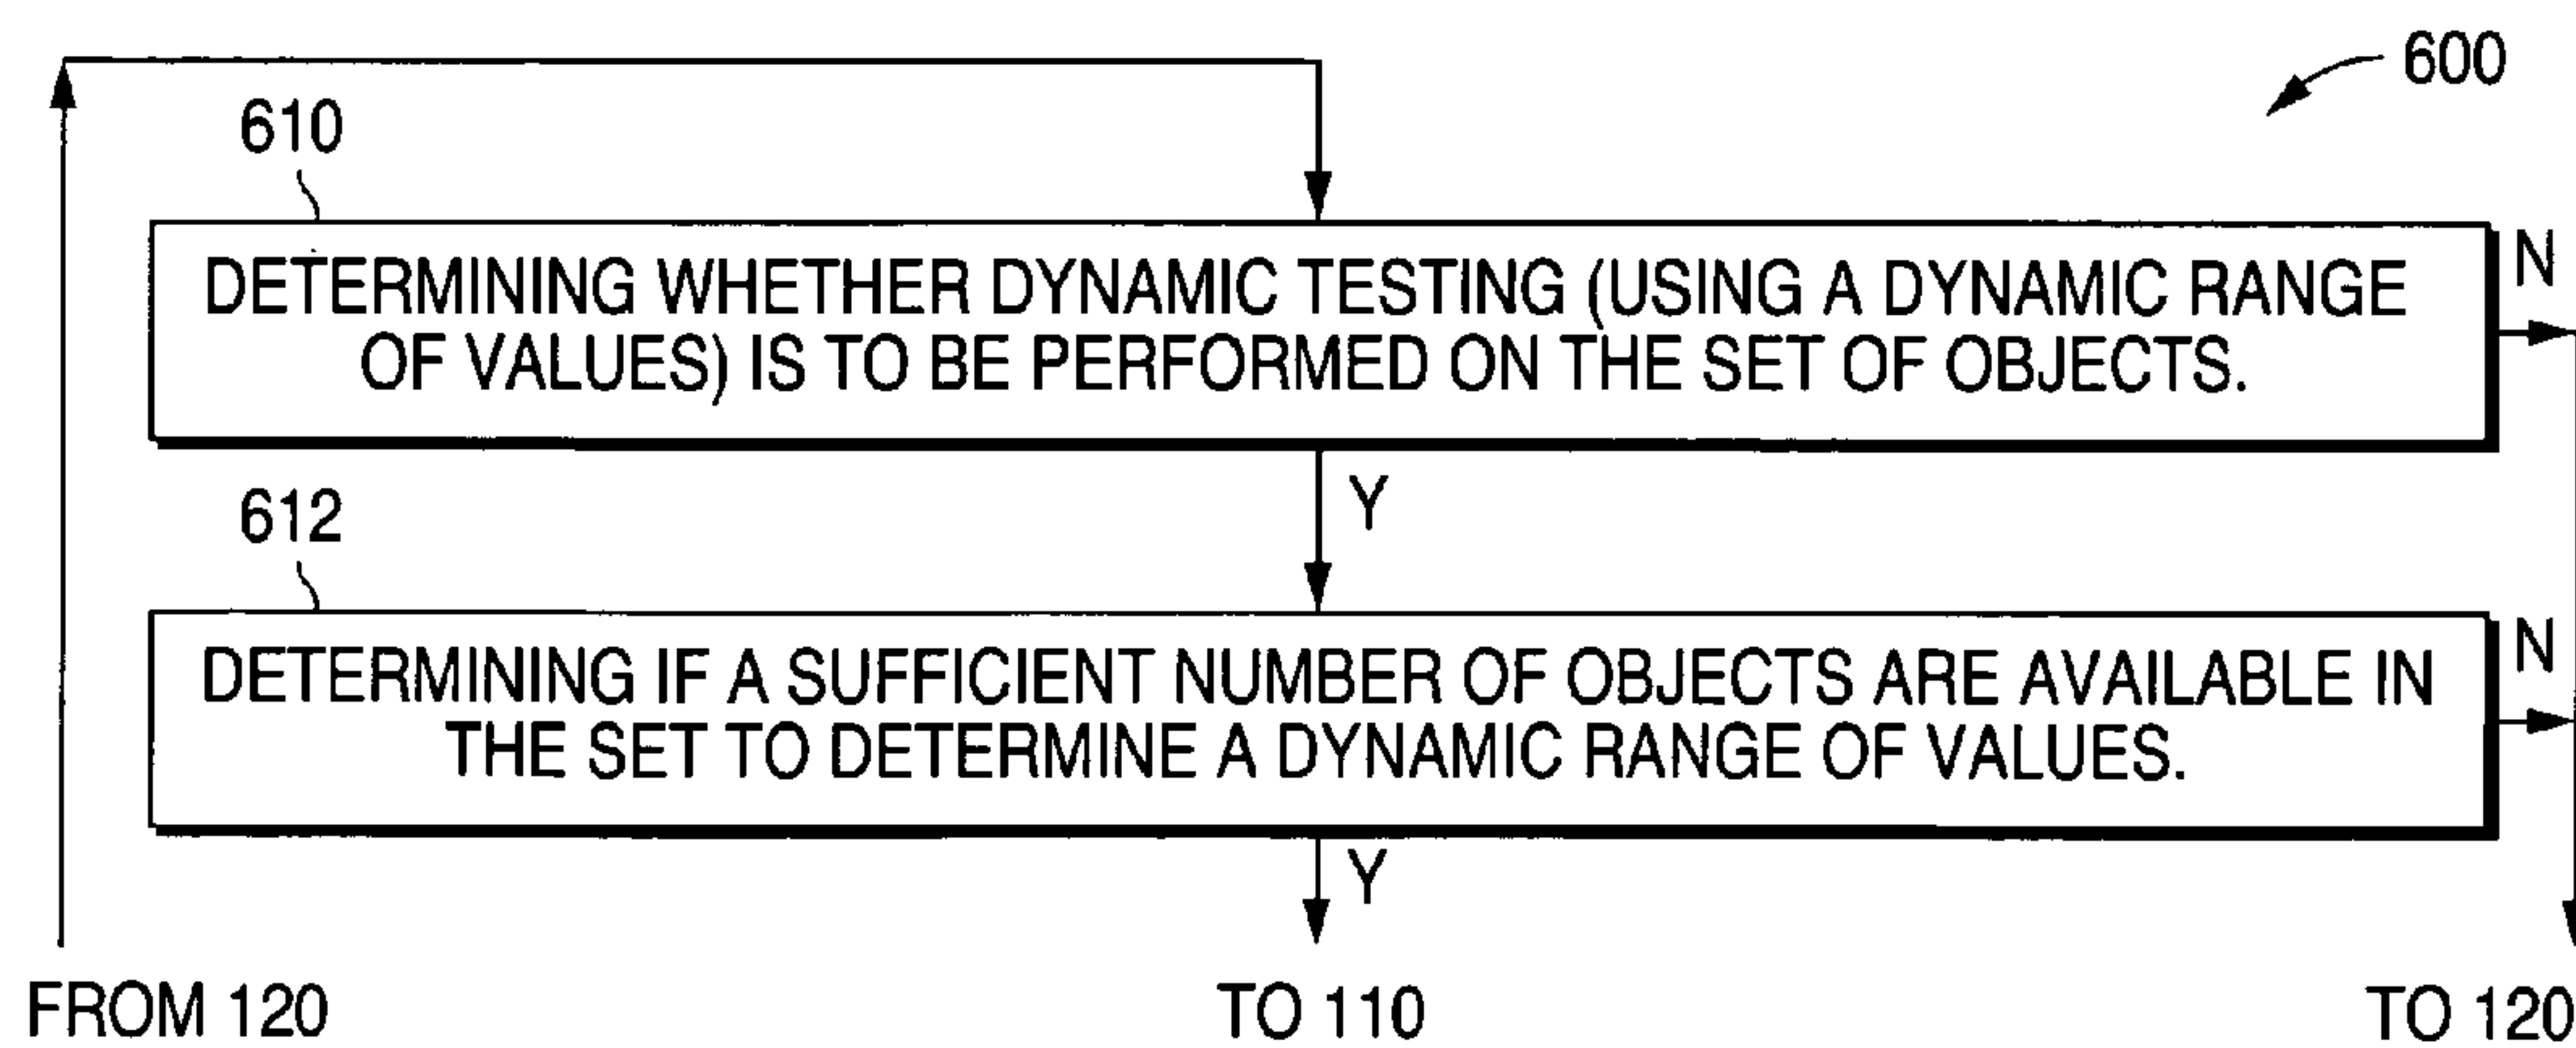 600
610
DETERMINING WHETHER DYNAMIC TESTING (USING A DYNAMIC RANGE
OF VALUES) IS TO BE PERFORMED ON THE SET OF OBJECTS.
N
Y
612
DETERMINING IF A SUFFICIENT NUMBER OF OBJECTS ARE AVAILABLE IN
THE SET TO DETERMINE A DYNAMIC RANGE OF VALUES.
N
Y
FROM 120
TO 110
TO 120